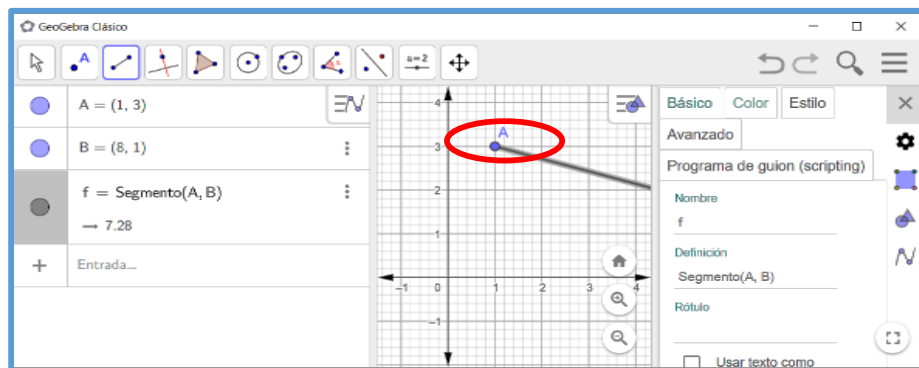 GeoGebra Clásico
A
a=2
A = (1, 3)
B = (8, 1)
f = Segmento(A, B)
→ 7.28
+ Entrada...
4
A
3
2
1
-1 0 1 2 3 4
-1
Básico Color Estilo
Avanzado
Programa de guion (scripting)
Nombre
f
Definición
Segmento(A, B)
Rótulo
Usar texto como